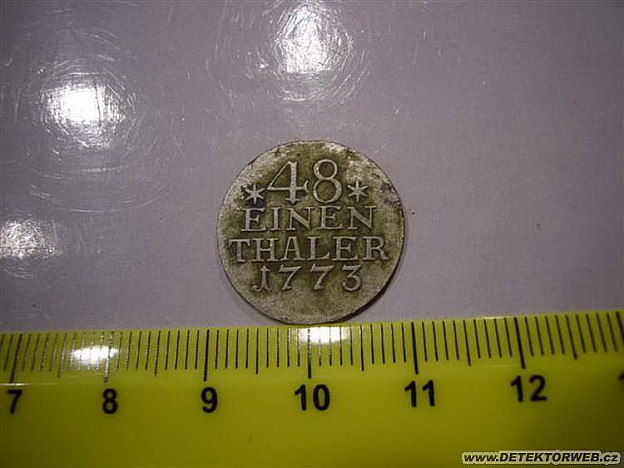 *48*
EINEN
THALER
1773
7 8 9 10 11 12
www.DETEKTORWEB.cz